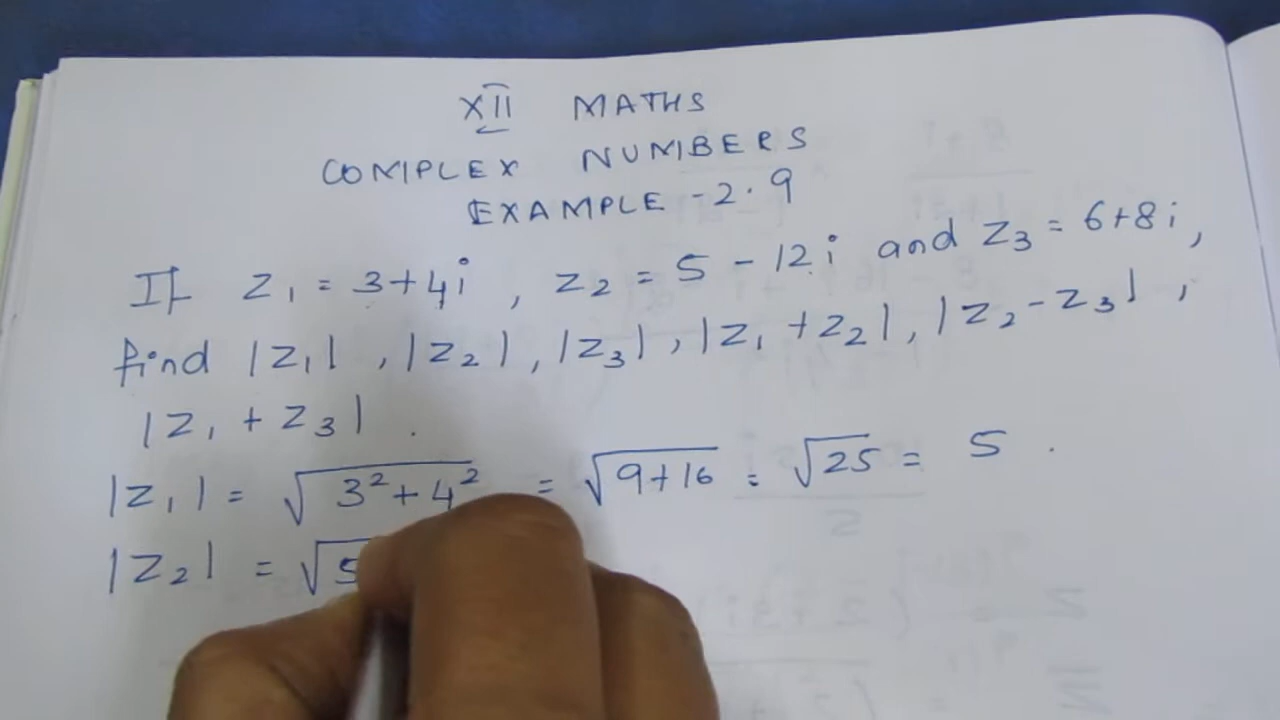 XII MATHS
COMPLEX NUMBERS
EXAMPLE - 2.9
If z₁ = 3+4i , z₂ = 5 - 12i and z₃ = 6+8i ,
find |z₁| , |z₂| , |z₃| , |z₁ + z₂| , |z₂ - z₃| ,
|z₁ + z₃| .
|z₁| = √(3² + 4²) = √(9+16) = √25 = 5 .
|z₂| = √5